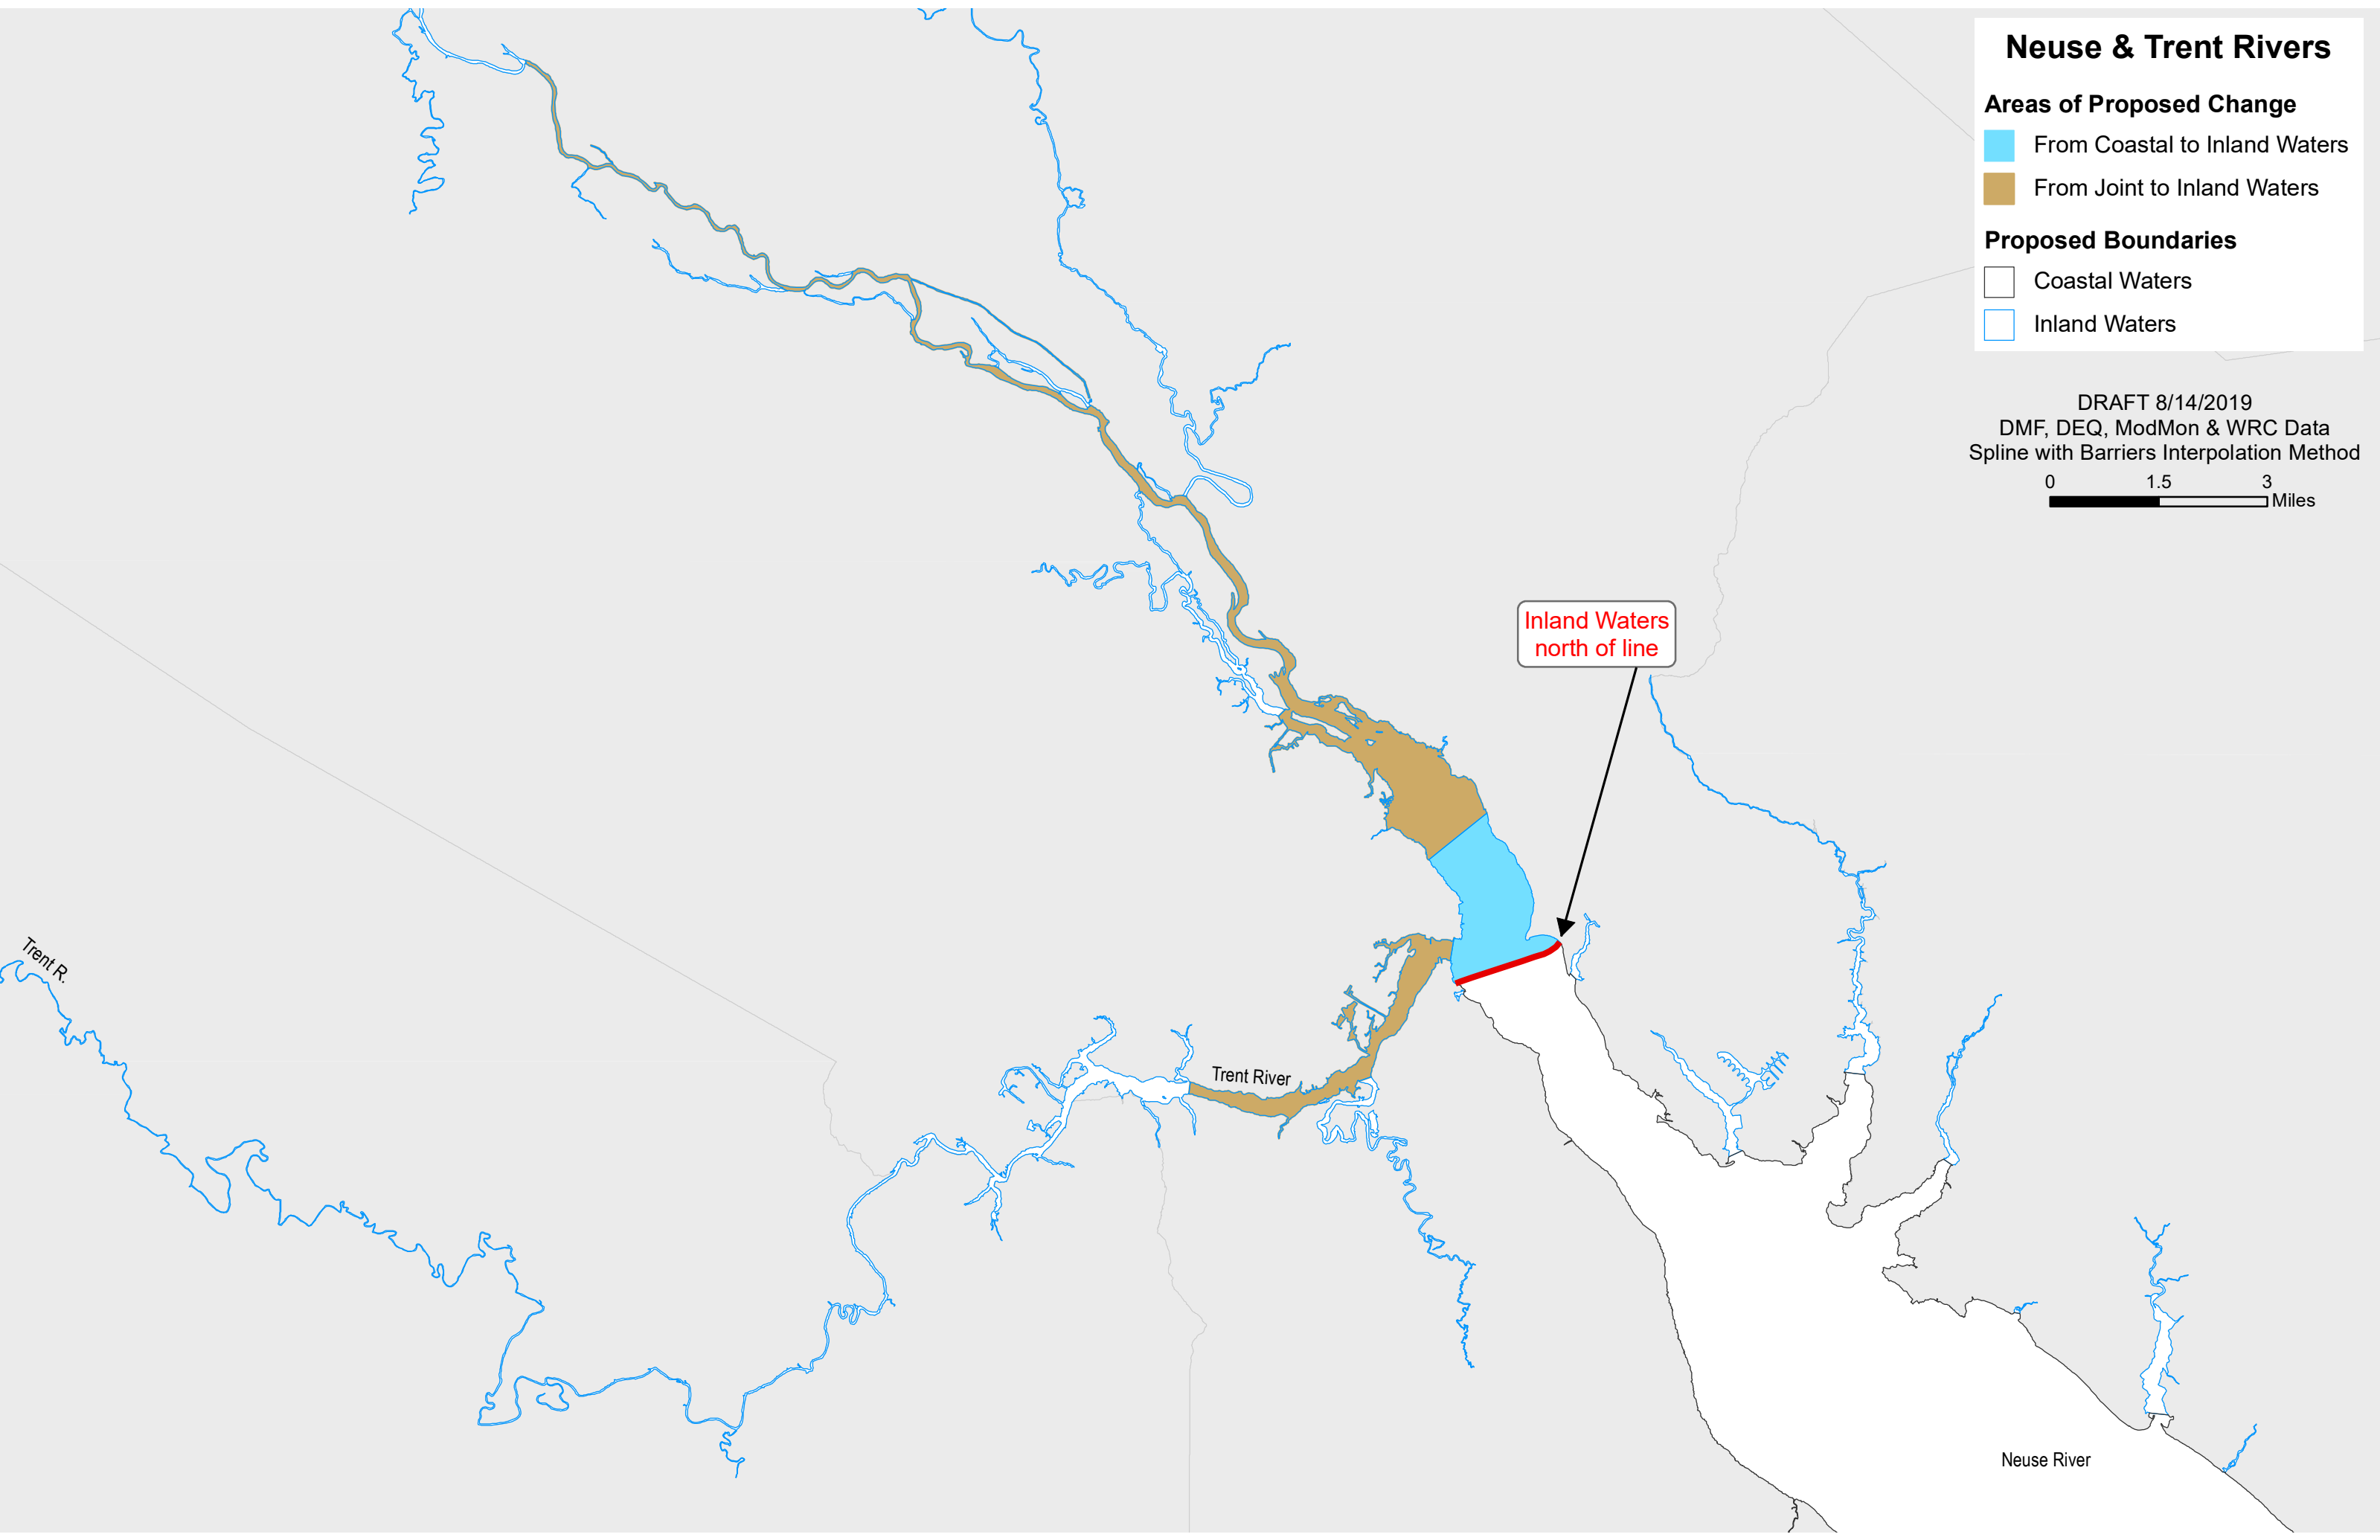 Neuse & Trent Rivers
Areas of Proposed Change
From Coastal to Inland Waters
From Joint to Inland Waters
Proposed Boundaries
Coastal Waters
Inland Waters
DRAFT 8/14/2019
DMF, DEQ, ModMon & WRC Data
Spline with Barriers Interpolation Method
0 1.5 3
Miles
Inland Waters
north of line
Trent R.
Trent River
Neuse River